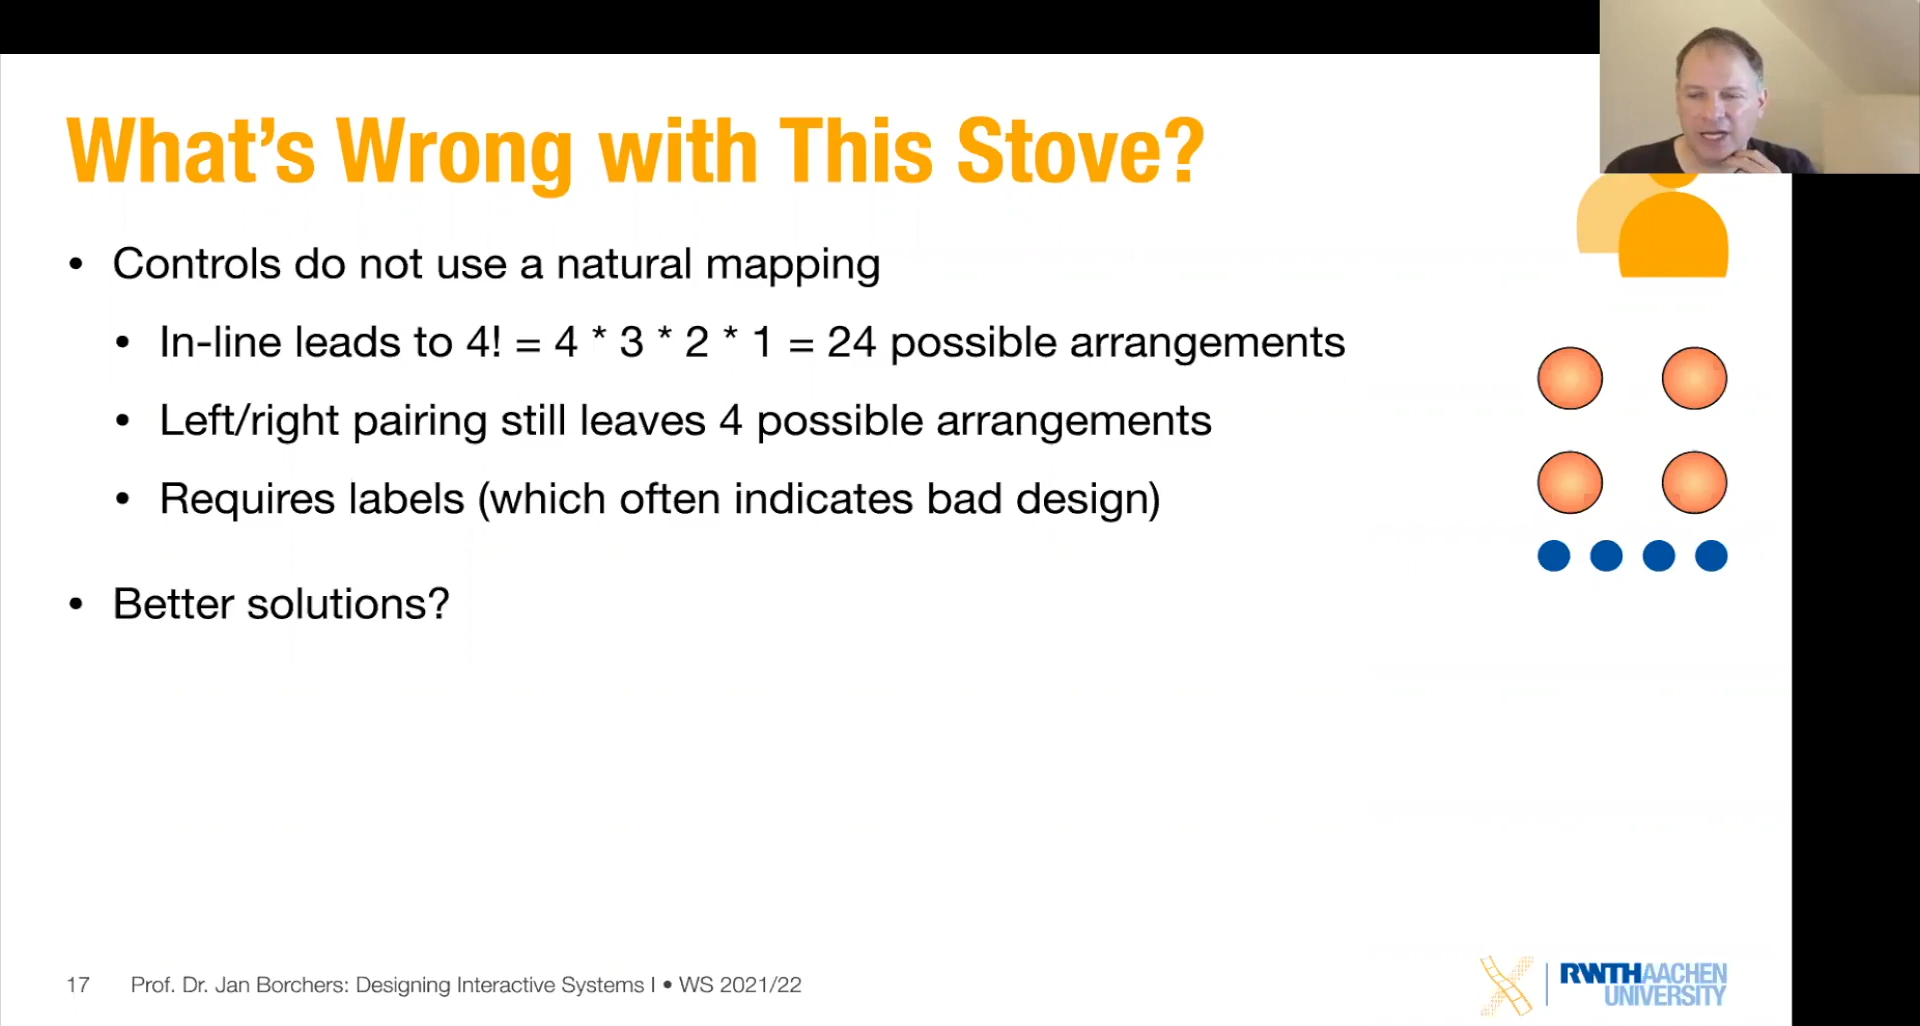 What’s Wrong with This Stove?
• Controls do not use a natural mapping
• In-line leads to 4! = 4 * 3 * 2 * 1 = 24 possible arrangements
• Left/right pairing still leaves 4 possible arrangements
• Requires labels (which often indicates bad design)
• Better solutions?
17 Prof. Dr. Jan Borchers: Designing Interactive Systems I • WS 2021/22
RWTHAACHEN
UNIVERSITY